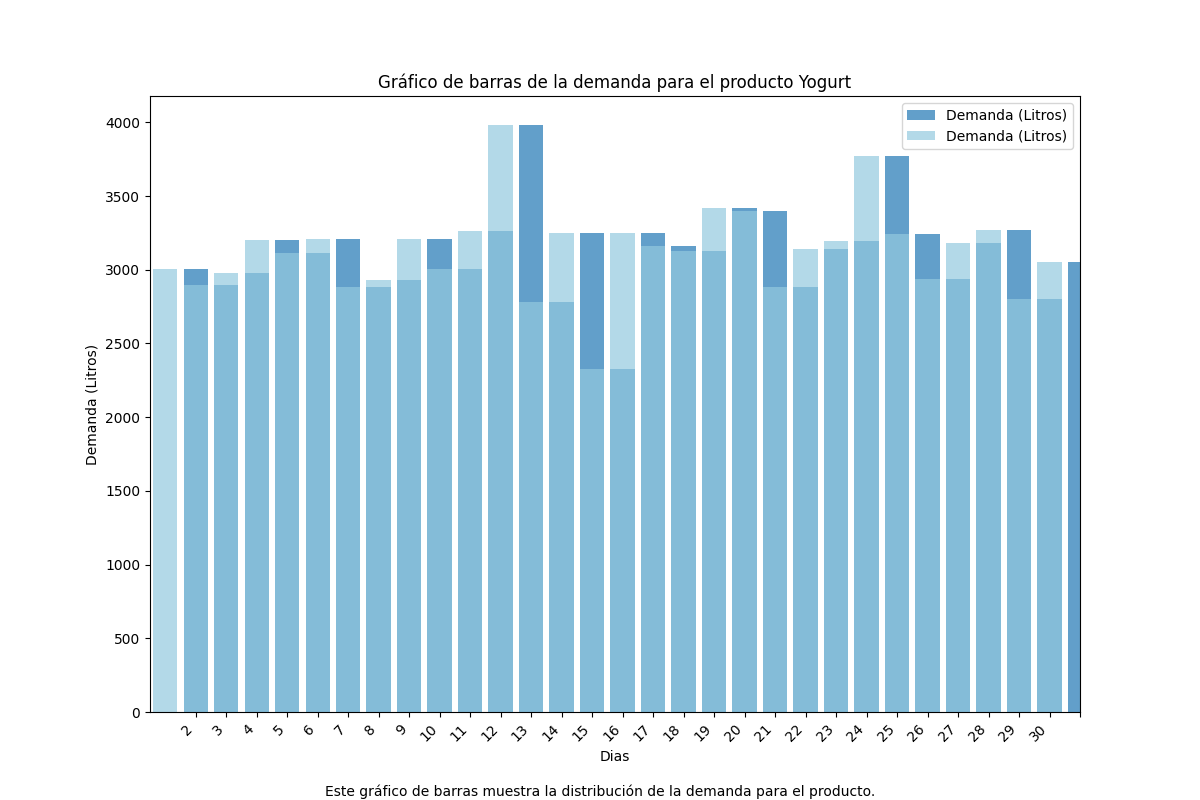 Gráfico de barras de la demanda para el producto Yogurt
Demanda (Litros)
Demanda (Litros)
4000
3500
3000
2500
2000
1500
1000
500
0
Demanda (Litros)
2 3 4 5 6 7 8 9 10 11 12 13 14 15 16 17 18 19 20 21 22 23 24 25 26 27 28 29 30
Dias
Este gráfico de barras muestra la distribución de la demanda para el producto.